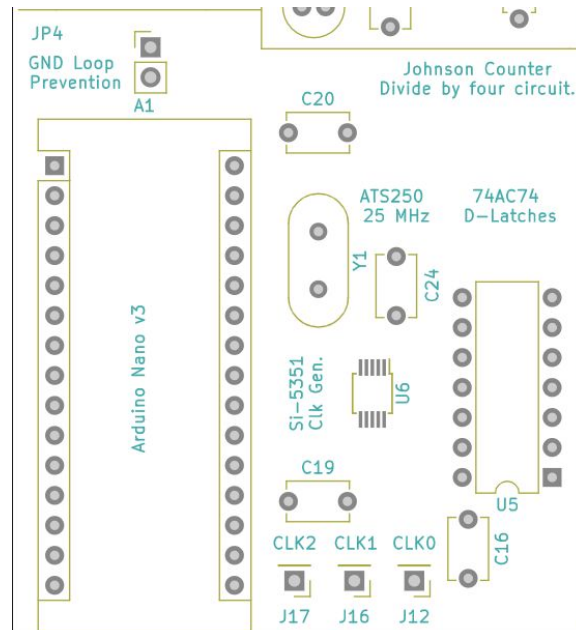 JP4
GND Loop
Prevention
A1
Johnson Counter
Divide by four circuit.
C20
ATS250
25 MHz
74AC74
D-Latches
Y1
C24
Arduino Nano v3
Si-5351
Clk Gen.
U6
C19
U5
C16
CLK2
CLK1
CLK0
J17
J16
J12